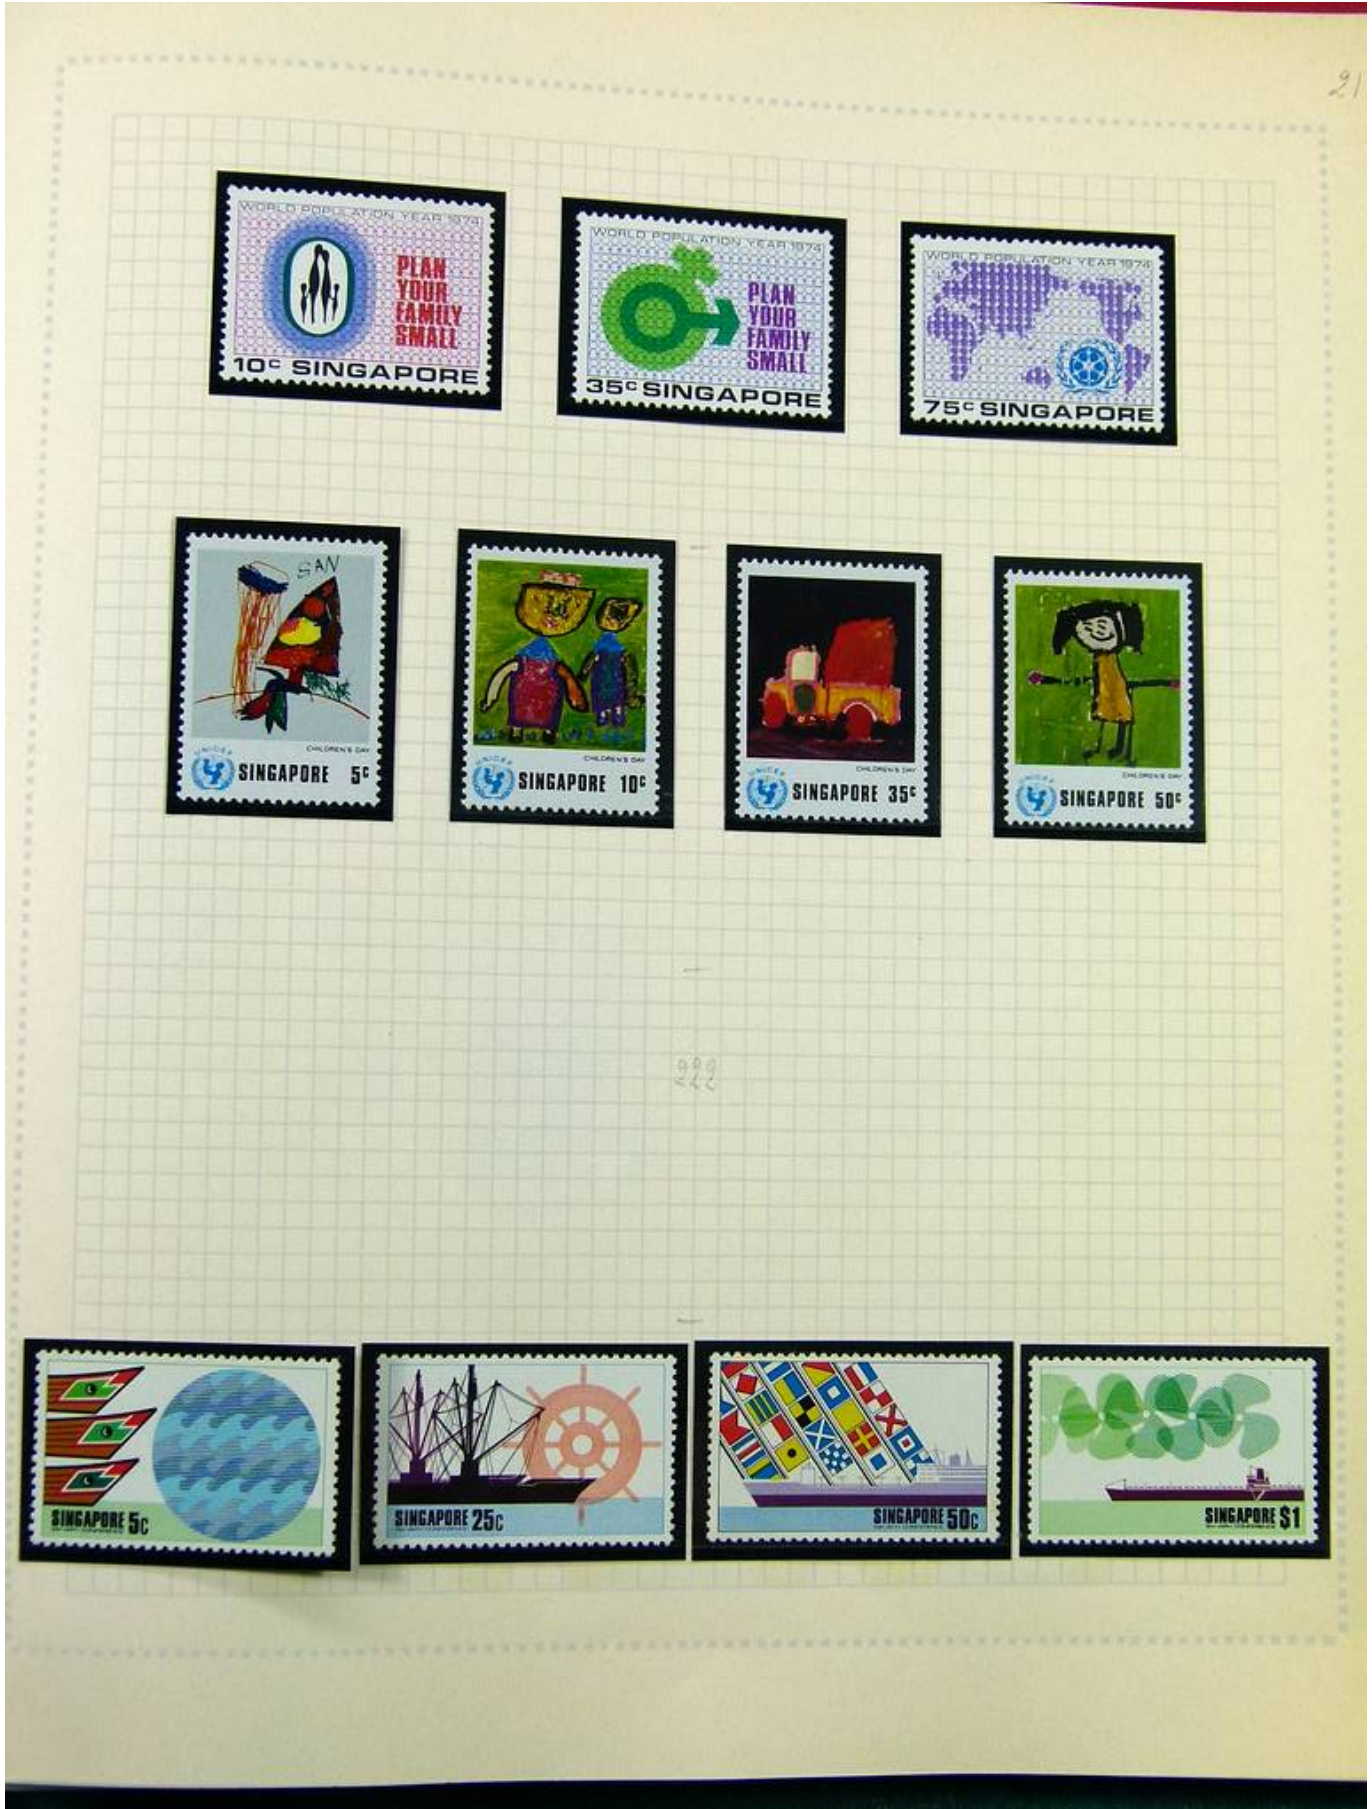 21
WORLD POPULATION YEAR 1974
PLAN
YOUR
FAMILY
SMALL
10c SINGAPORE
WORLD POPULATION YEAR 1974
PLAN
YOUR
FAMILY
SMALL
35c SINGAPORE
WORLD POPULATION YEAR 1974
75c SINGAPORE
SAN
CHILDREN'S DAY
UNICEF
SINGAPORE 5c
CHILDREN'S DAY
UNICEF
SINGAPORE 10c
CHILDREN'S DAY
UNICEF
SINGAPORE 35c
CHILDREN'S DAY
UNICEF
SINGAPORE 50c
222
SINGAPORE 5c
SINGAPORE 25c
SINGAPORE 50c
SINGAPORE $1